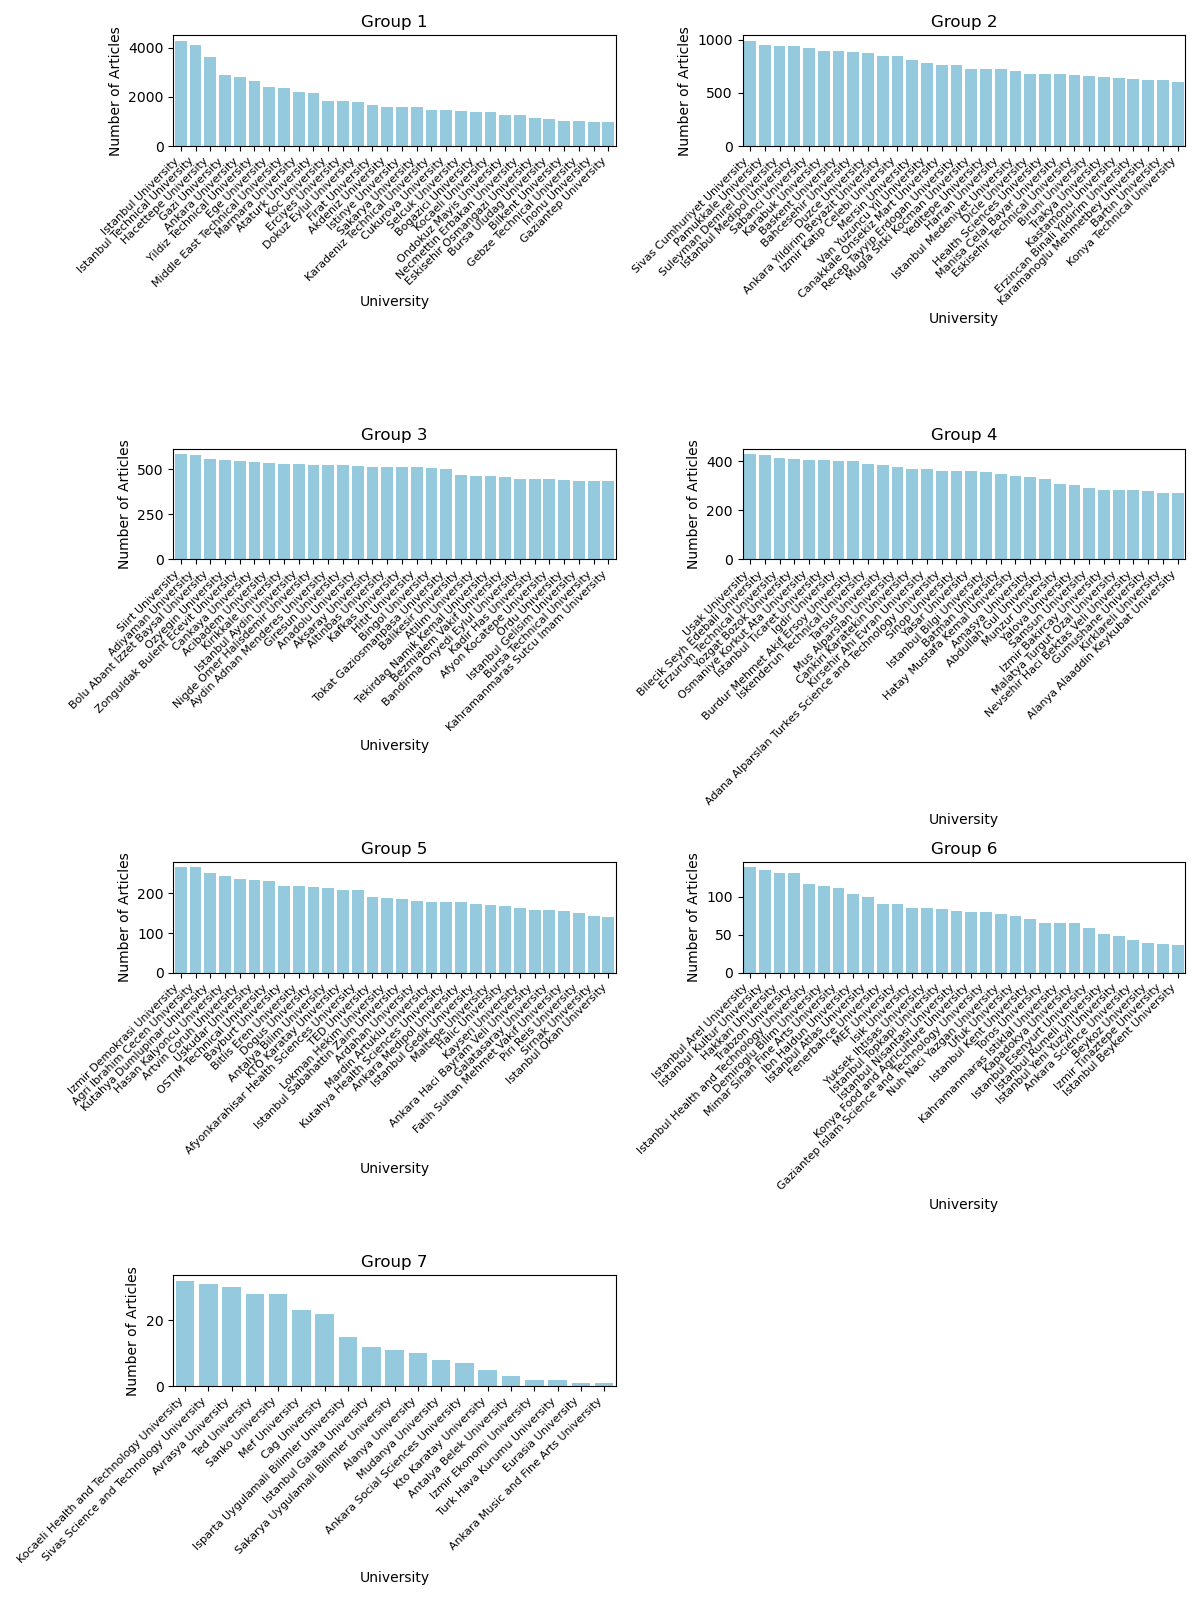 Group 1
Number of Articles
4000
2000
0
Istanbul University
Istanbul Technical University
Hacettepe University
Gazi University
Ankara University
Yildiz Technical University
Ege University
Middle East Technical University
Marmara University
Ataturk University
Koc University
Erciyes University
Dokuz Eylul University
Firat University
Akdeniz University
Istinye University
Sakarya University
Karadeniz Technical University
Cukurova University
Selcuk University
Bogazici University
Kocaeli University
Ondokuz Mayis University
Necmettin Erbakan University
Eskisehir Osmangazi University
Bursa Uludag University
Bilkent University
Gebze Technical University
Inonu University
Gaziantep University
University
Group 2
Number of Articles
1000
500
0
Sivas Cumhuriyet University
Pamukkale University
Suleyman Demirel University
Istanbul Medipol University
Sabanci University
Karabuk University
Baskent University
Bahcesehir University
Duzce University
Ankara Yildirim Beyazit University
Izmir Katip Celebi University
Mersin University
Van Yuzuncu Yil University
Canakkale Onsekiz Mart University
Recep Tayyip Erdogan University
Mugla Sitki Kocman University
Yeditepe University
Harran University
Istanbul Medeniyet University
Dicle University
Health Sciences University
Manisa Celal Bayar University
Eskisehir Technical University
Biruni University
Trakya University
Kastamonu University
Erzincan Binali Yildirim University
Karamanoglu Mehmetbey University
Bartin University
Konya Technical University
University
Group 3
Number of Articles
500
250
0
Siirt University
Adiyaman University
Bolu Abant Izzet Baysal University
Ozyegin University
Zonguldak Bulent Ecevit University
Cankaya University
Acibadem University
Kirikkale University
Istanbul Aydin University
Nigde Omer Halisdemir University
Aydin Adnan Menderes University
Giresun University
Anadolu University
Aksaray University
Altinbas University
Kafkas University
Hitit University
Bingol University
Tokat Gaziosmanpasa University
Balikesir University
Atilim University
Tekirdag Namik Kemal University
Bezmialem Vakif University
Bandirma Onyedi Eylul University
Kadir Has University
Afyon Kocatepe University
Ordu University
Istanbul Gelisim University
Bursa Technical University
Kahramanmaras Sutcu Imam University
University
Group 4
Number of Articles
400
200
0
Usak University
Bilecik Seyh Edebali University
Erzurum Technical University
Yozgat Bozok University
Osmaniye Korkut Ata University
Istanbul Ticaret University
Igdir University
Burdur Mehmet Akif Ersoy University
Iskenderun Technical University
Tarsus University
Mus Alparslan University
Cankiri Karatekin University
Kirsehir Ahi Evran University
Adana Alparslan Turkes Science and Technology University
Sinop University
Yasar University
Istanbul Bilgi University
Batman University
Hatay Mustafa Kemal University
Amasya University
Abdullah Gul University
Munzur University
Yalova University
Samsun University
Izmir Bakircay University
Malatya Turgut Ozal University
Nevsehir Haci Bektas Veli University
Gumushane University
Kirklareli University
Alanya Alaaddin Keykubat University
University
Group 5
Number of Articles
200
100
0
Izmir Demokrasi University
Agri Ibrahim Cecen University
Kutahya Dumlupinar University
Hasan Kalyoncu University
Artvin Coruh University
Uskudar University
Bayburt University
OSTIM Technical University
Bitlis Eren University
Dogus University
Antalya Bilim University
KTO Karatay University
Afyonkarahisar Health Sciences University
TED University
Lokman Hekim University
Istanbul Sabahattin Zaim University
Ardahan University
Mardin Artuklu University
Kutahya Health Sciences University
Ankara Medipol University
Istanbul Gedik University
Maltepe University
Halic University
Kayseri University
Ankara Haci Bayram Veli University
Galatasaray University
Fatih Sultan Mehmet Vakif University
Piri Reis University
Sirnak University
Istanbul Okan University
University
Group 6
Number of Articles
100
50
0
Istanbul Arel University
Istanbul Kultur University
Hakkari University
Trabzon University
Istanbul Health and Technology University
Demiroglu Bilim University
Mimar Sinan Fine Arts University
Ibn Haldun University
Istanbul Atlas University
Fenerbahce University
MEF University
Isik University
Yuksek Ihtisas University
Istanbul Topkapi University
Istanbul Nisantasi University
Konya Food and Agriculture University
Gaziantep Islam Science and Technology University
Nuh Naci Yazgan University
Ufuk University
Istanbul Kent University
Toros University
Kahramanmaras Istiklal University
Kapadokya University
Istanbul Esenyurt University
Istanbul Rumeli University
Istanbul Yeni Yuzyil University
Ankara Science University
Beykoz University
Izmir Tinaztepe University
Istanbul Beykent University
University
Group 7
Number of Articles
20
0
Kocaeli Health and Technology University
Sivas Science and Technology University
Avrasya University
Ted University
Sanko University
Mef University
Cag University
Isparta Uygulamali Bilimler University
Istanbul Galata University
Sakarya Uygulamali Bilimler University
Alanya University
Mudanya University
Ankara Social Sciences University
Kto Karatay University
Antalya Belek University
Izmir Ekonomi University
Turk Hava Kurumu University
Eurasia University
Ankara Music and Fine Arts University
University